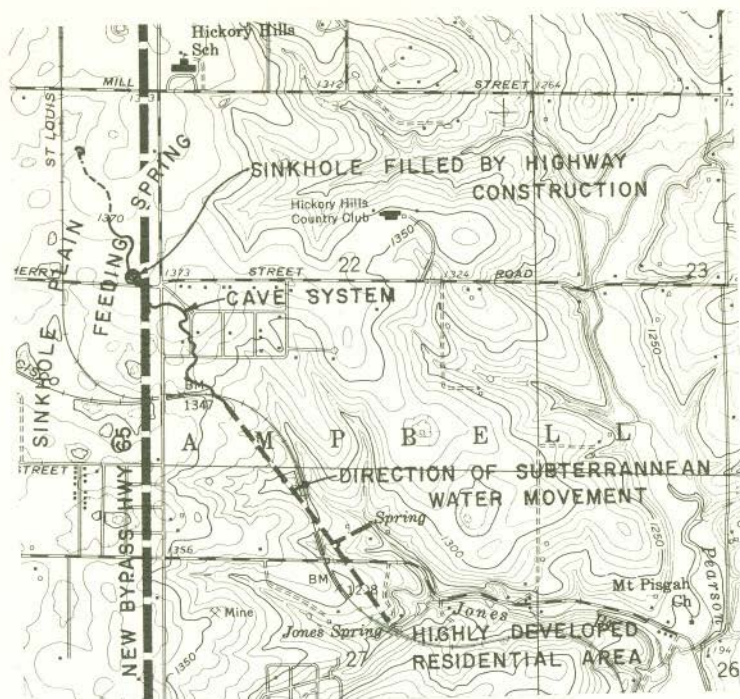 Hickory Hills
Sch
MILL
STREET
1312
1264
ST LOUIS
SINKHOLE FILLED BY HIGHWAY
CONSTRUCTION
Hickory Hills
Country Club
1350
1370
SINKHOLE PLAIN
FEEDING SPRING
1373
STREET
22
1324
ROAD
23
CAVE SYSTEM
1250
BM
1347
65
A M P B E L L
STREET
DIRECTION OF SUBTERRANNEAN
WATER MOVEMENT
Spring
1250
1356
1300
BM
Mt Pisgah
Ch
Pearson
Mine
Jones
Jones Spring
HIGHLY DEVELOPED
RESIDENTIAL AREA
NEW BYPASS HWY
1350
27
1194
26